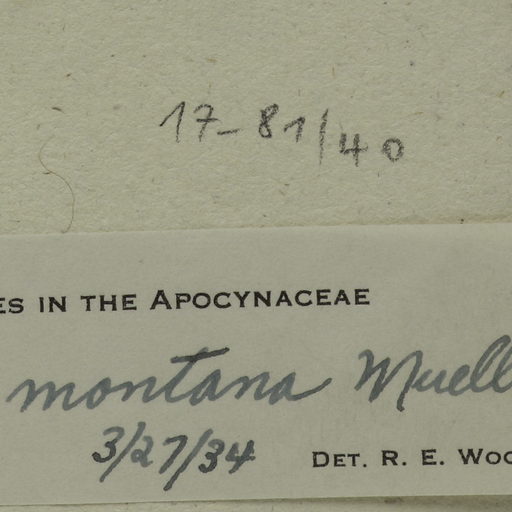 17-81/40
ES IN THE APOCYNACEAE
montana Muell
3/27/34 DET. R. E. WOO